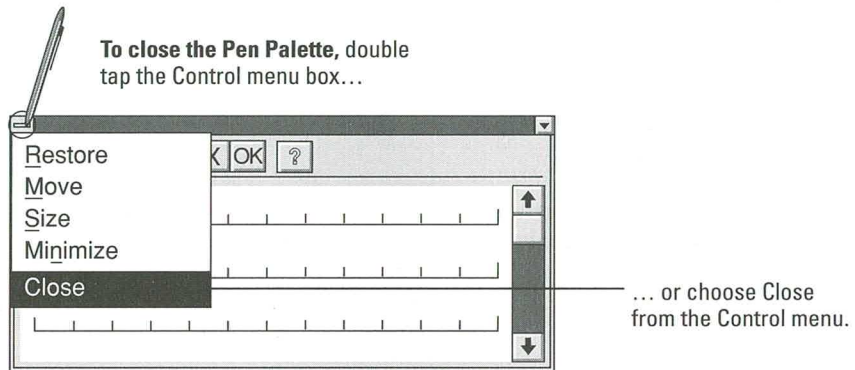 To close the Pen Palette, double
tap the Control menu box...
X OK ?
Restore
Move
Size
Minimize
Close
... or choose Close
from the Control menu.